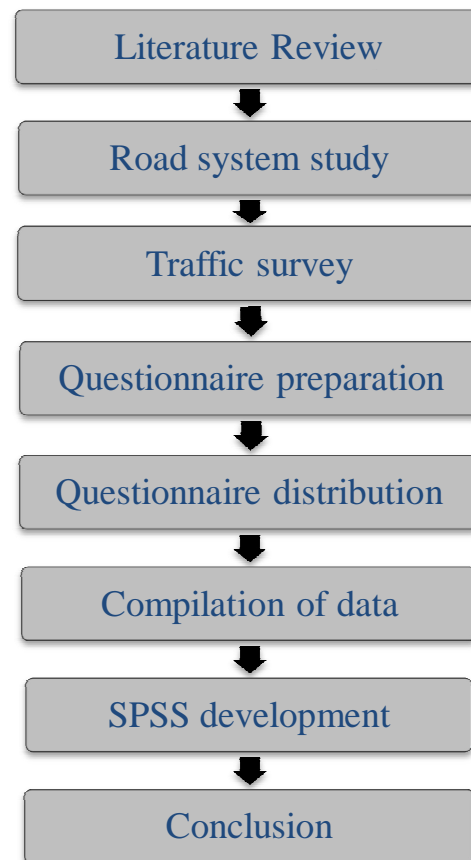 Literature Review
Road system study
Traffic survey
Questionnaire preparation
Questionnaire distribution
Compilation of data
SPSS development
Conclusion